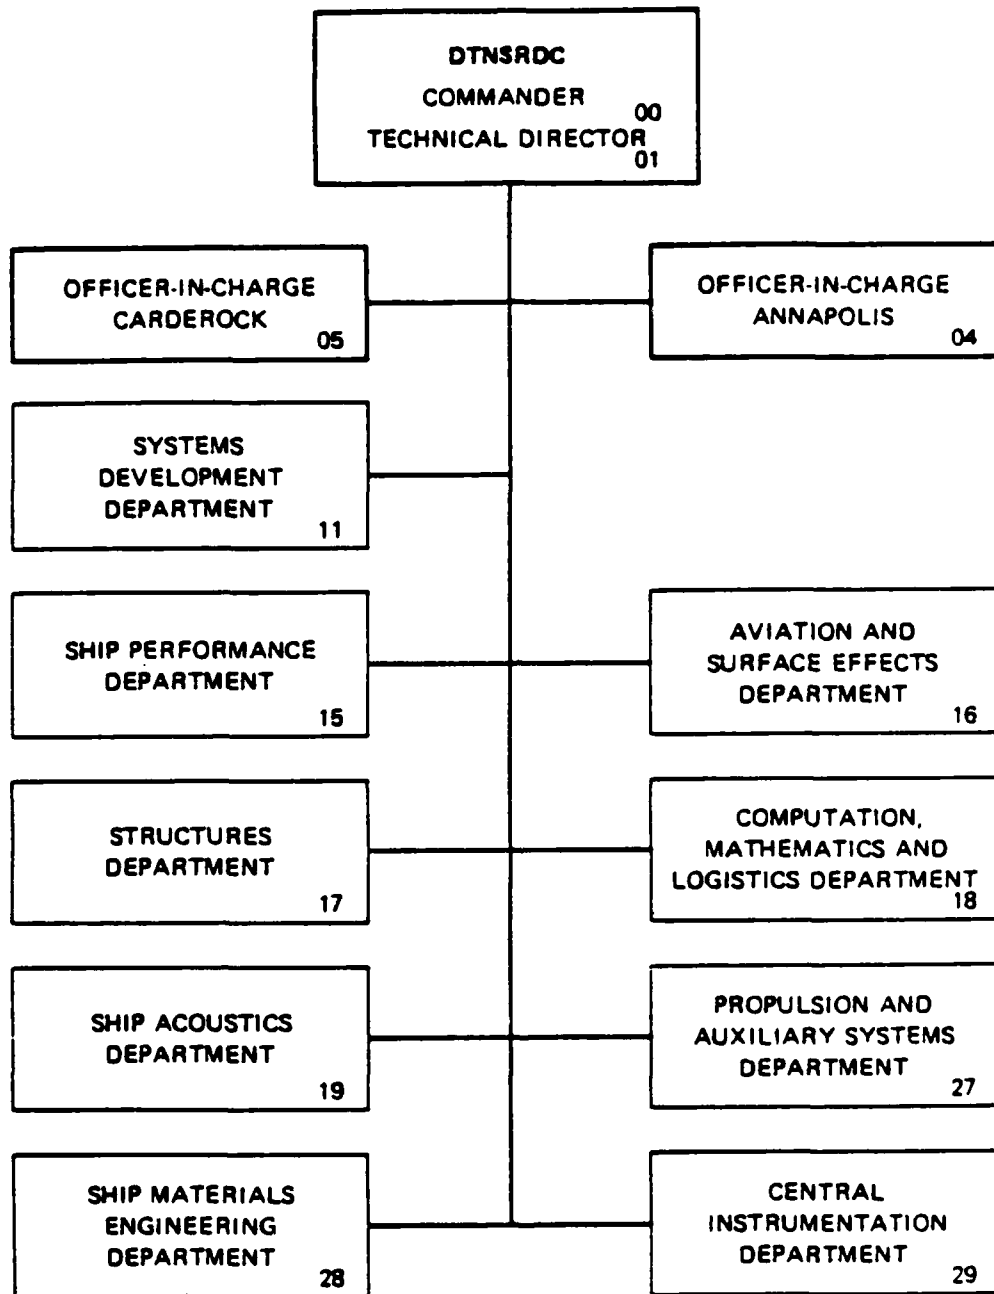 DTNSRDC
COMMANDER
00
TECHNICAL DIRECTOR
01
OFFICER-IN-CHARGE
CARDEROCK
05
OFFICER-IN-CHARGE
ANNAPOLIS
04
SYSTEMS
DEVELOPMENT
DEPARTMENT
11
SHIP PERFORMANCE
DEPARTMENT
15
AVIATION AND
SURFACE EFFECTS
DEPARTMENT
16
STRUCTURES
DEPARTMENT
17
COMPUTATION,
MATHEMATICS AND
LOGISTICS DEPARTMENT
18
SHIP ACOUSTICS
DEPARTMENT
19
PROPULSION AND
AUXILIARY SYSTEMS
DEPARTMENT
27
SHIP MATERIALS
ENGINEERING
DEPARTMENT
28
CENTRAL
INSTRUMENTATION
DEPARTMENT
29